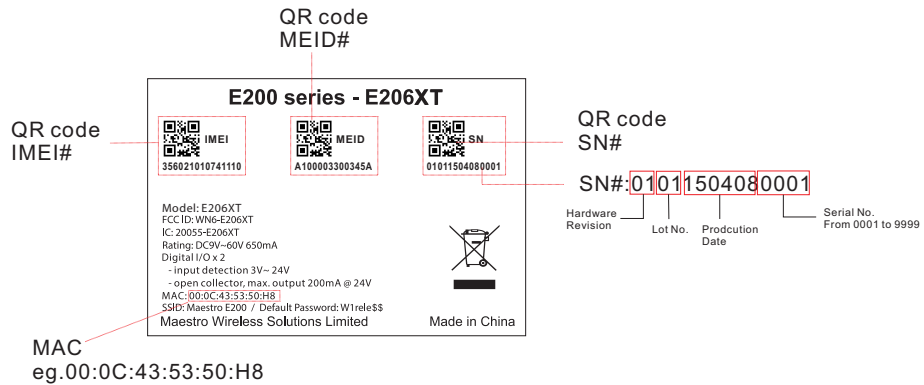 QR code
MEID#
E200 series - E206XT
QR code
IMEI#
IMEI
MEID
SN
356021010741110
A100003300345A
01011504080001
QR code
SN#
SN#:01011504080001
Hardware
Revision
Lot No.
Prodcution
Date
Serial No.
From 0001 to 9999
Model: E206XT
FCC ID: WN6-E206XT
IC: 20055-E206XT
Rating: DC9V~60V 650mA
Digital I/O x 2
- input detection 3V~ 24V
- open collector, max. output 200mA @ 24V
MAC: 00:0C:43:53:50:H8
SSID: Maestro E200 / Default Password: W1rele$$
Maestro Wireless Solutions Limited
Made in China
MAC
eg.00:0C:43:53:50:H8